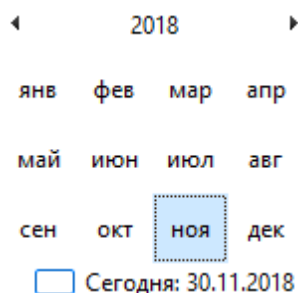 2018
янв фев мар апр
май июн июл авг
сен окт ноя дек
Сегодня: 30.11.2018